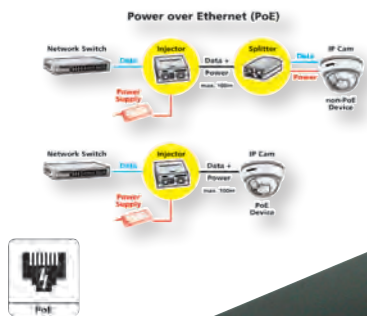 Power over Ethernet (PoE)
Network Switch
Injector
Splitter
IP Cam
Data
Data +
Power
max. 100m
Data
Power
non-PoE
Device
Power
Supply
Network Switch
Injector
IP Cam
Data
Data +
Power
max. 100m
PoE
Device
Power
Supply
PoE